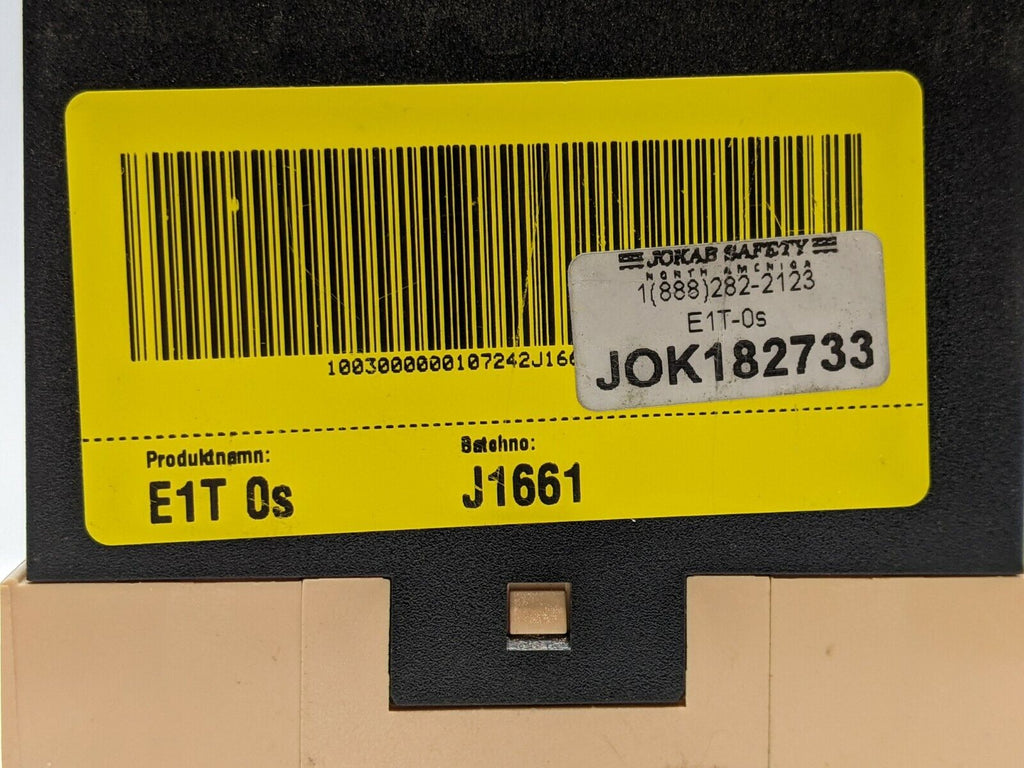 JOKAB SAFETY
NORTH AMERICA
1(888)282-2123
E1T-0s
JOK182733
1003000000107242J166
Produktnamn:
E1T 0s
Batchno:
J1661